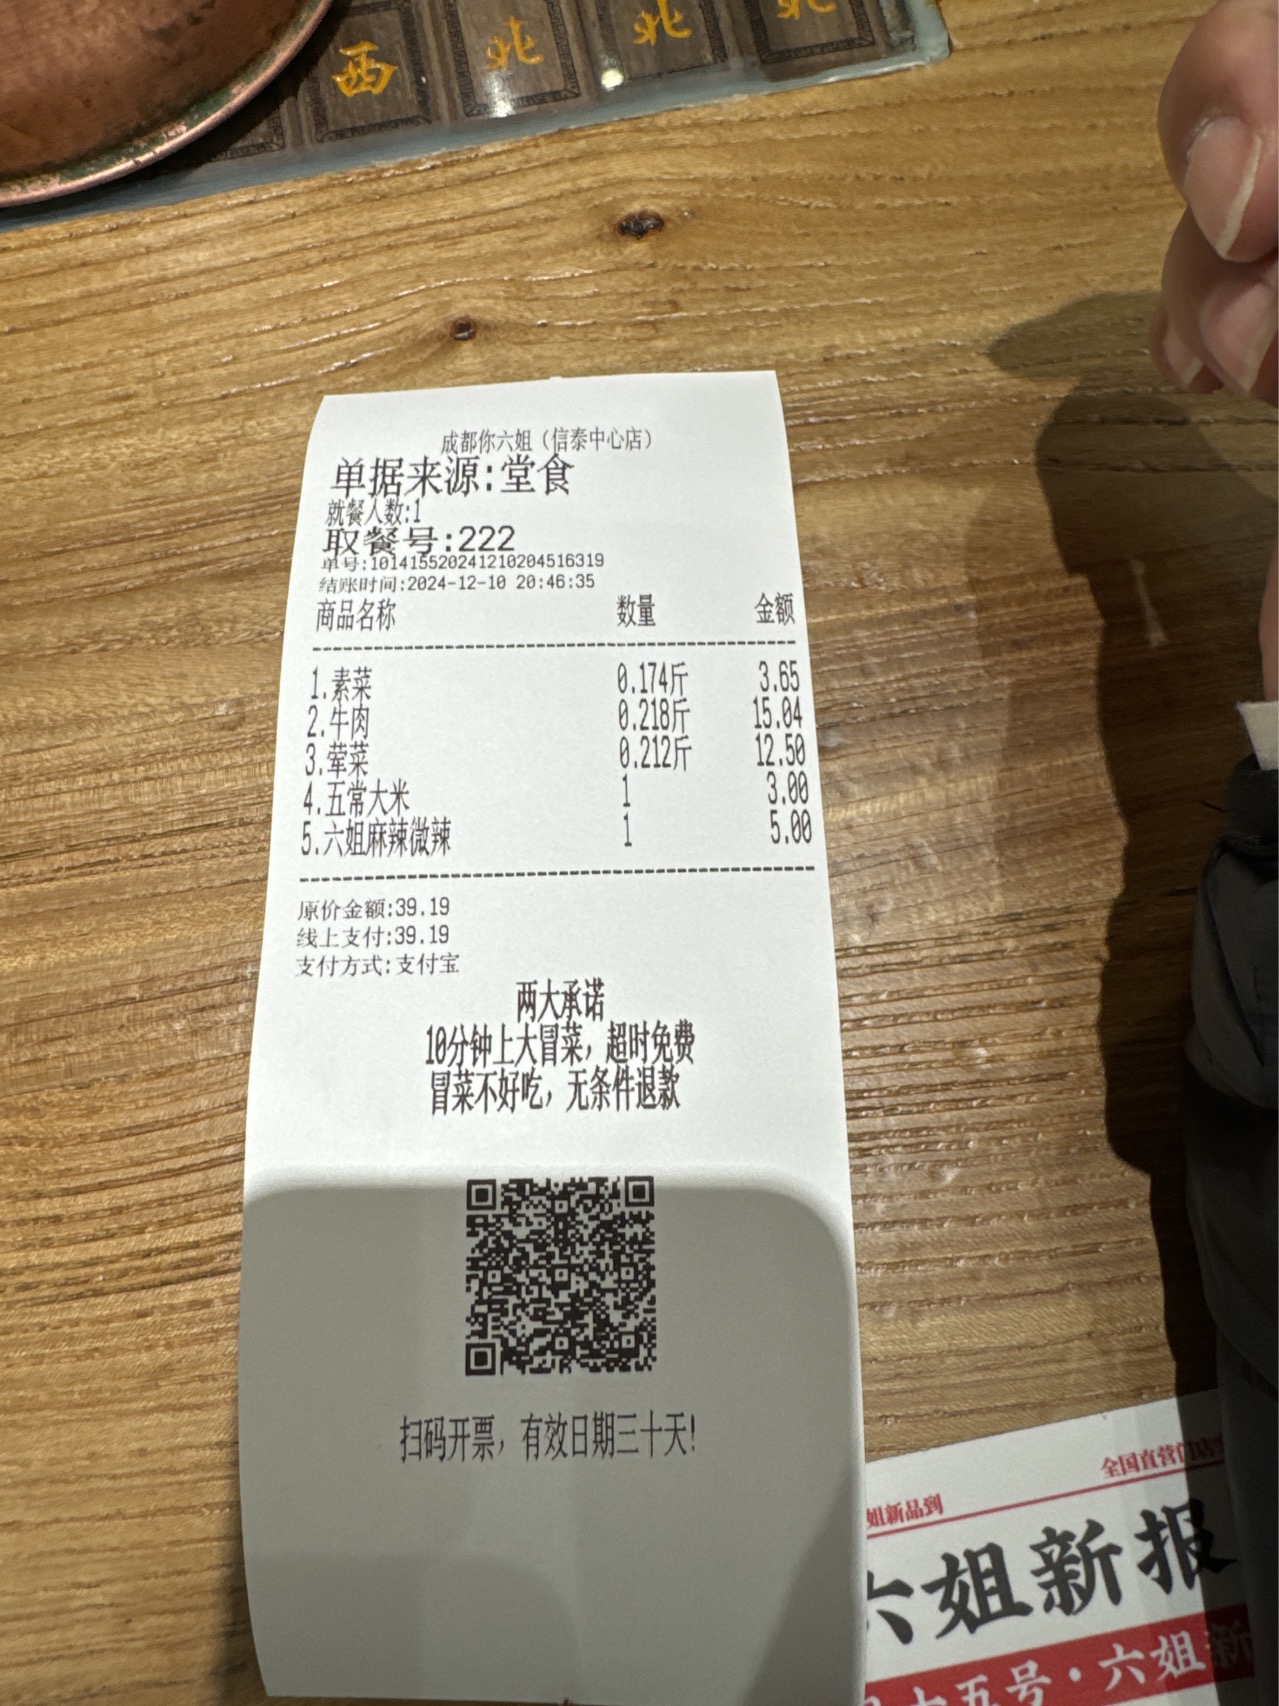 西
北
北
北
成都你六姐（信泰中心店）
单据来源:堂食
就餐人数:1
取餐号:222
单号:101415520241210204516319
结账时间:2024-12-10 20:46:35
商品名称 数量 金额
1.素菜 0.174斤 3.65
2.牛肉 0.218斤 15.04
3.荤菜 0.212斤 12.50
4.五常大米 1 3.00
5.六姐麻辣微辣 1 5.00
原价金额:39.19
线上支付:39.19
支付方式:支付宝
两大承诺
10分钟上大冒菜，超时免费
冒菜不好吃，无条件退款
扫码开票，有效日期三十天!
全国直营门店
姐新品到
六姐新报
十五号·六姐新